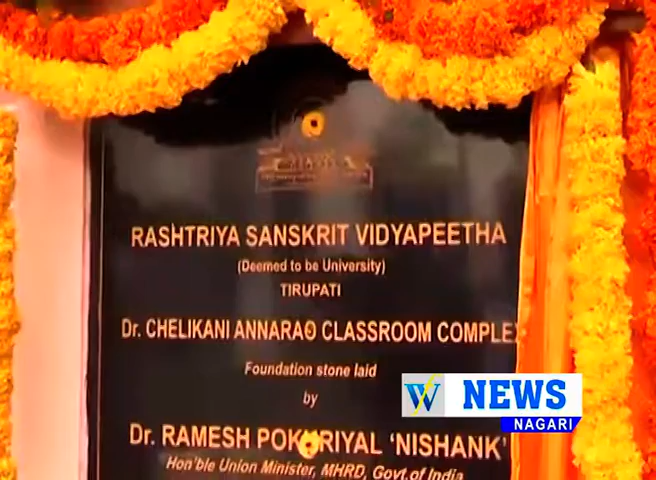 RASHTRIYA SANSKRIT VIDYAPEETHA
(Deemed to be University)
TIRUPATI
Dr. CHELIKANI ANNARAO CLASSROOM COMPLEX
Foundation stone laid
by
Dr. RAMESH POKHRIYAL 'NISHANK'
Hon'ble Union Minister, MHRD, Govt.of India
W NEWS
NAGARI